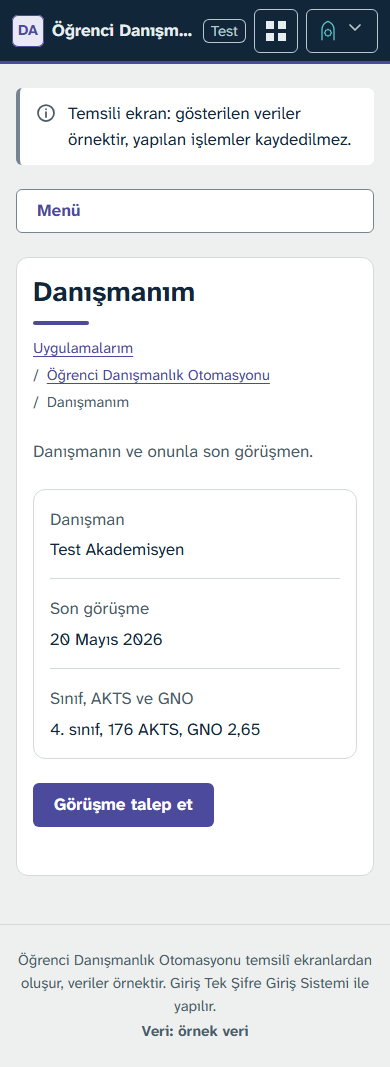 DA Öğrenci Danışm... Test
Temsili ekran: gösterilen veriler
örnektir, yapılan işlemler kaydedilmez.
Menü
Danışmanım
Uygulamalarım
/ Öğrenci Danışmanlık Otomasyonu
/ Danışmanım
Danışmanın ve onunla son görüşmen.
Danışman
Test Akademisyen
Son görüşme
20 Mayıs 2026
Sınıf, AKTS ve GNO
4. sınıf, 176 AKTS, GNO 2,65
Görüşme talep et
Öğrenci Danışmanlık Otomasyonu temsilî ekranlardan
oluşur, veriler örnektir. Giriş Tek Şifre Giriş Sistemi ile
yapılır.
Veri: örnek veri